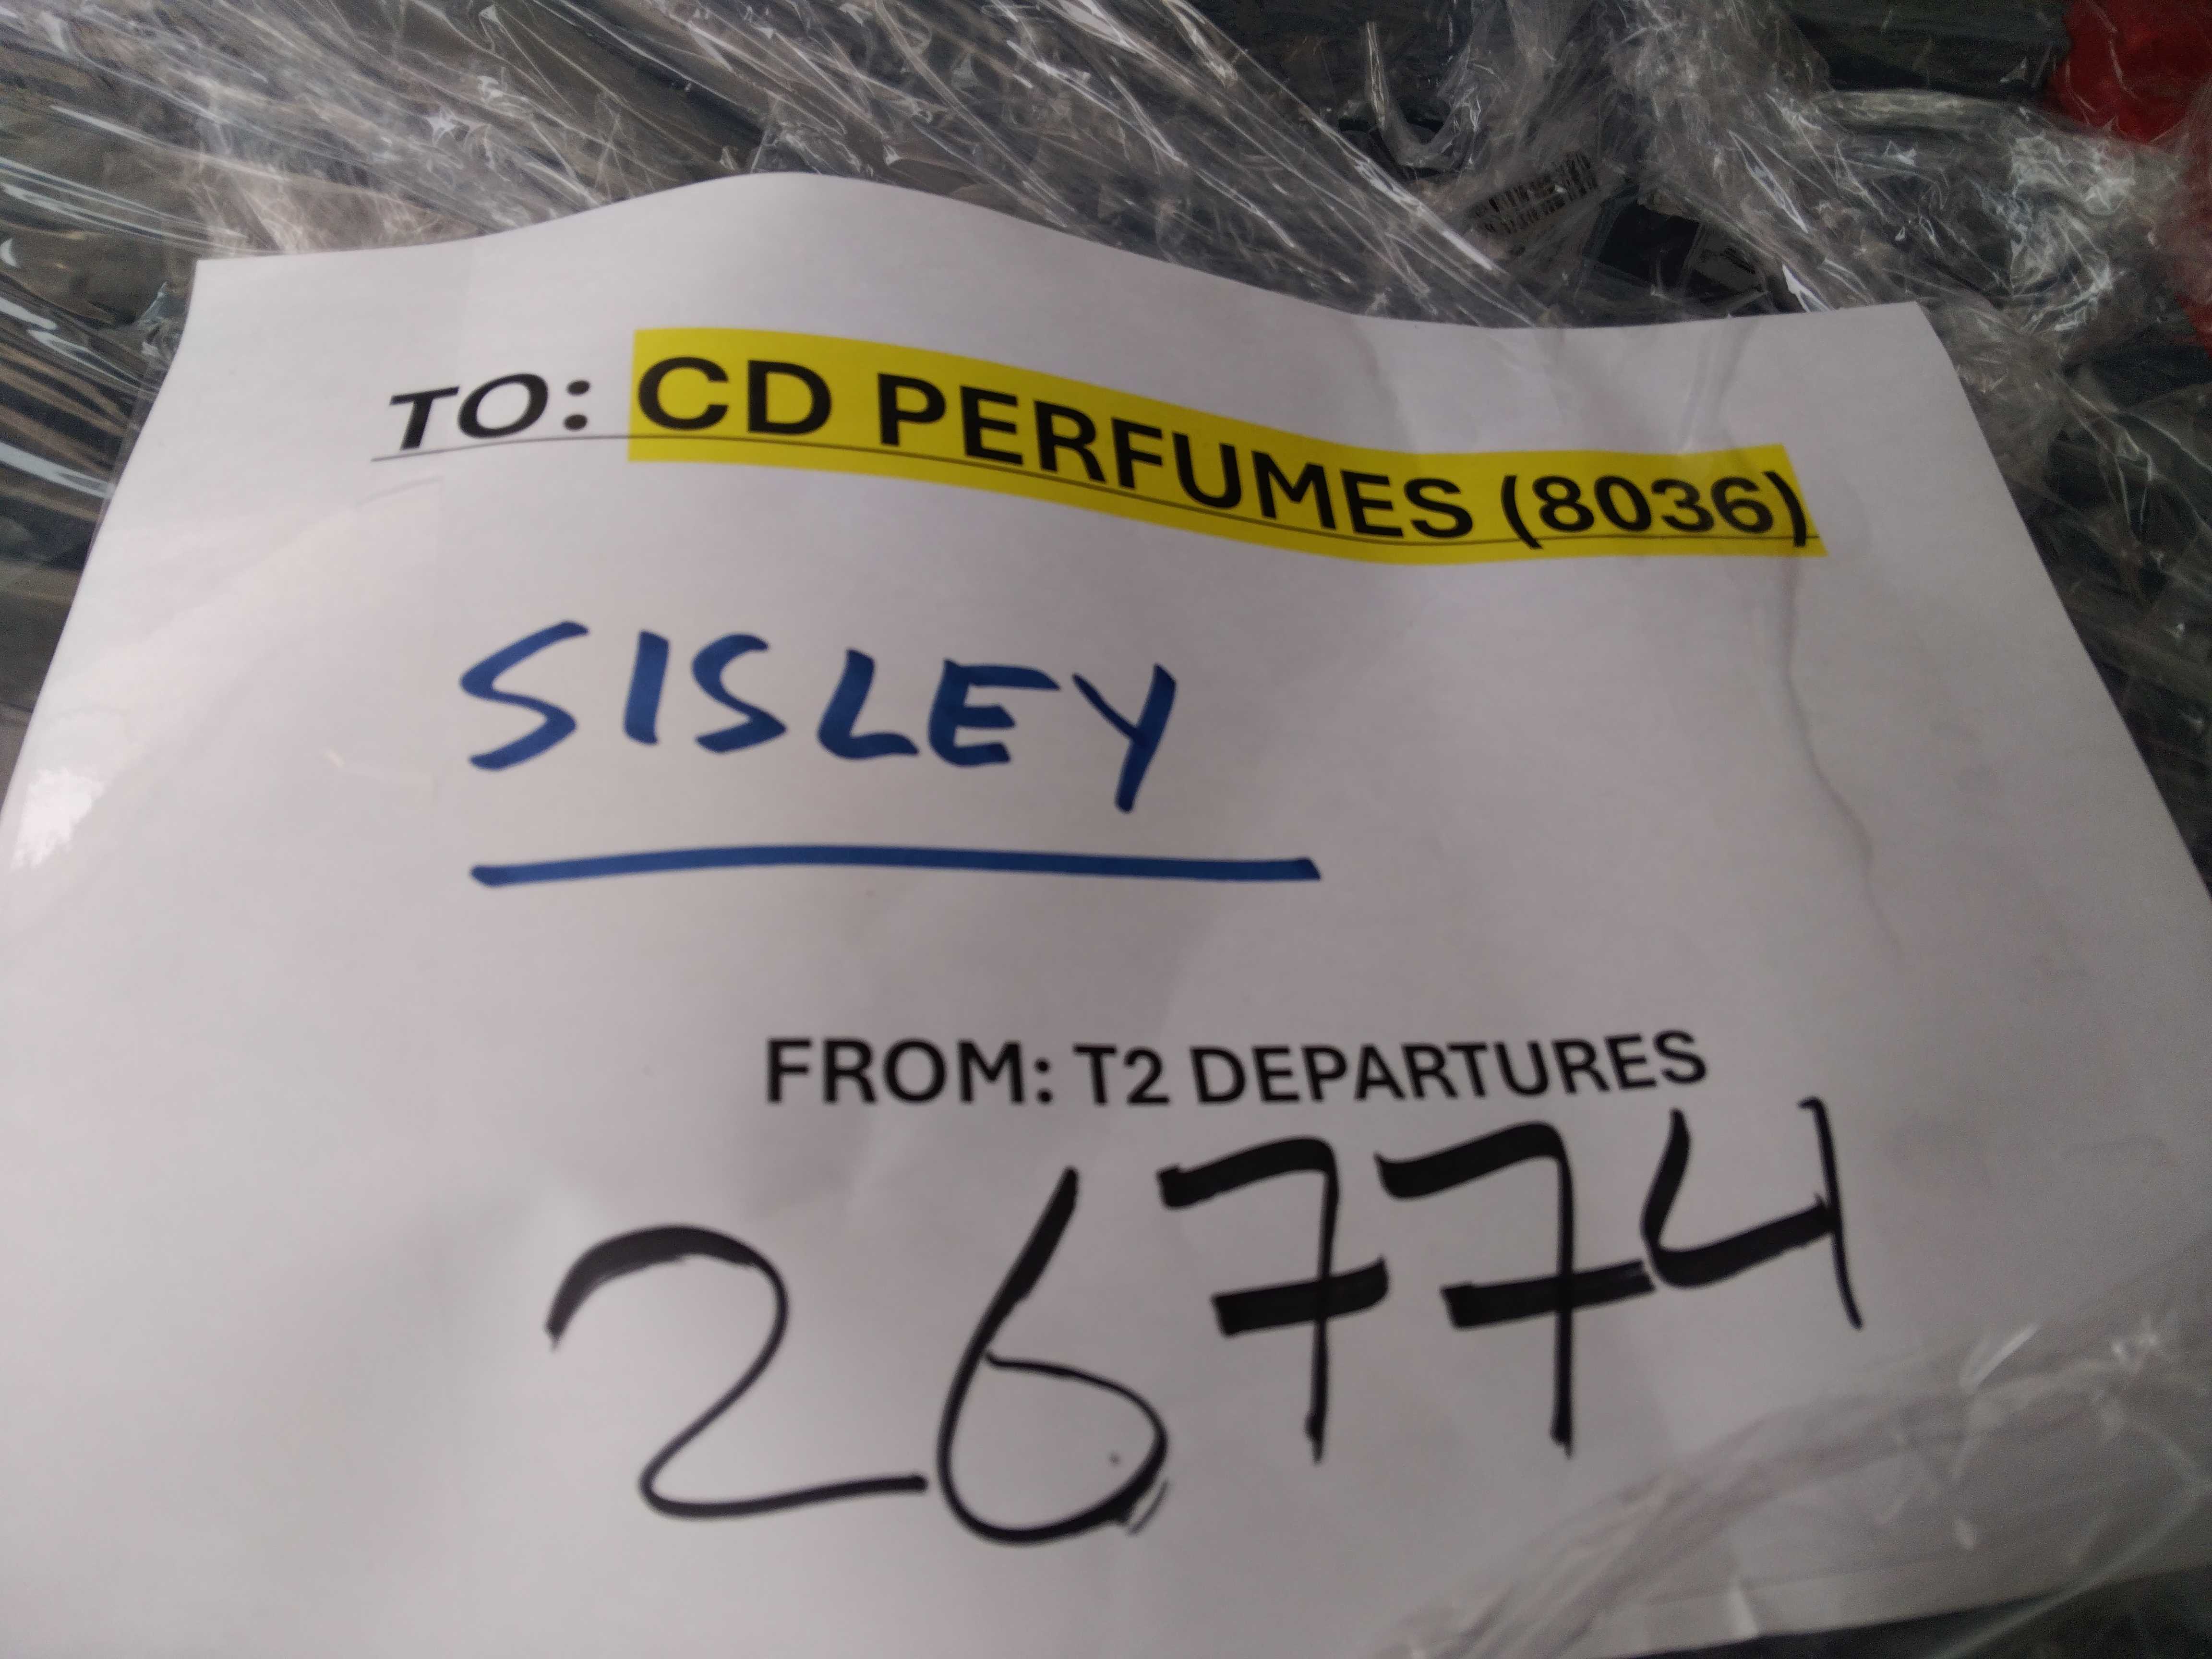 TO: CD PERFUMES (8036)
SISLEY
FROM: T2 DEPARTURES
26774